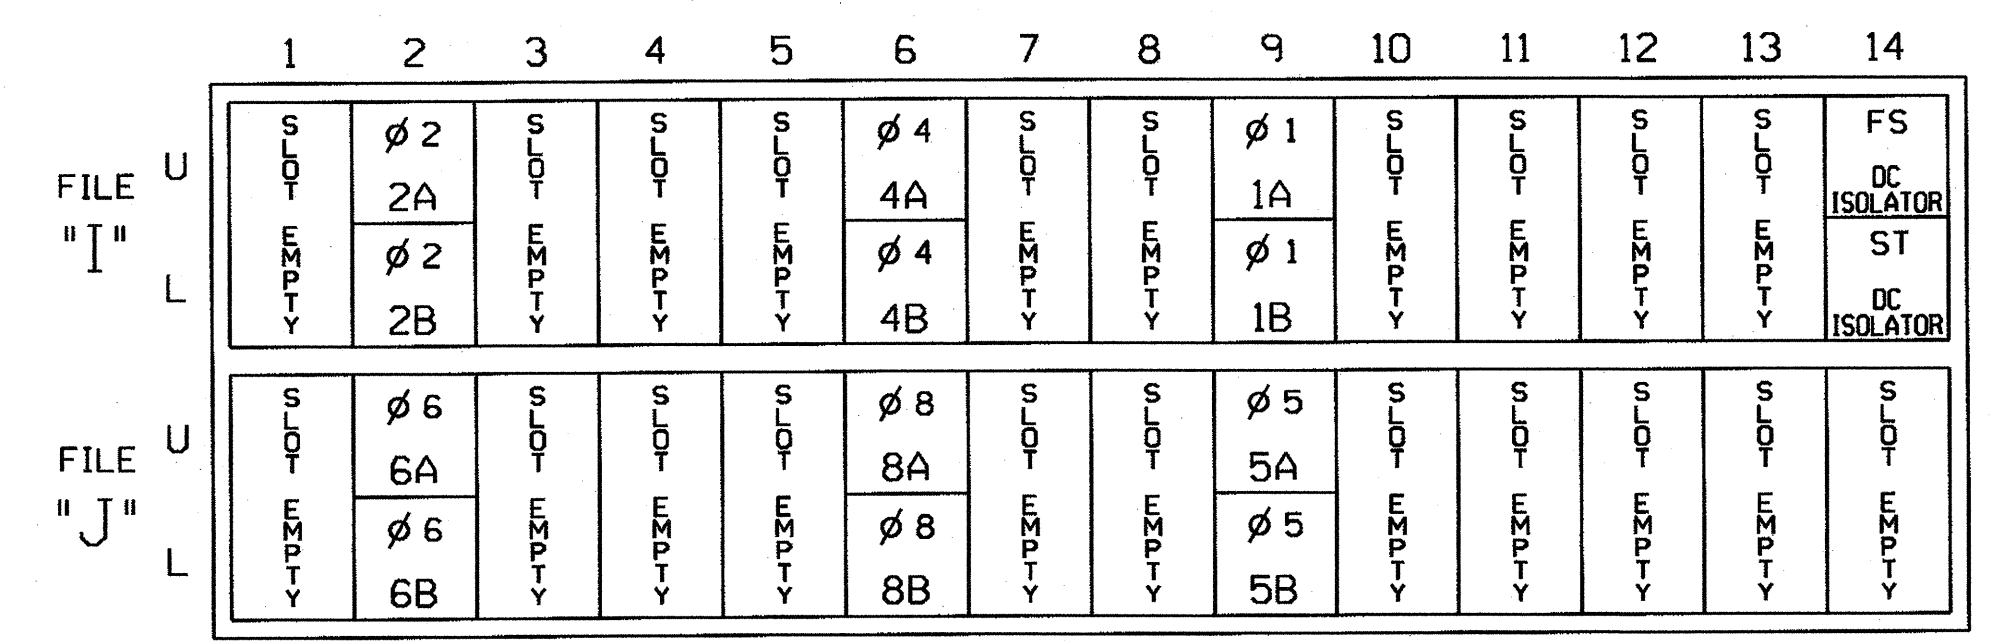 1 2 3 4 5 6 7 8 9 10 11 12 13 14
FILE "I"
U
L
SLOT EMPTY
Ø 2
2A
Ø 2
2B
SLOT EMPTY
SLOT EMPTY
SLOT EMPTY
Ø 4
4A
Ø 4
4B
SLOT EMPTY
SLOT EMPTY
Ø 1
1A
Ø 1
1B
SLOT EMPTY
SLOT EMPTY
SLOT EMPTY
SLOT EMPTY
FS
DC
ISOLATOR
ST
DC
ISOLATOR
FILE "J"
U
L
SLOT EMPTY
Ø 6
6A
Ø 6
6B
SLOT EMPTY
SLOT EMPTY
SLOT EMPTY
Ø 8
8A
Ø 8
8B
SLOT EMPTY
SLOT EMPTY
Ø 5
5A
Ø 5
5B
SLOT EMPTY
SLOT EMPTY
SLOT EMPTY
SLOT EMPTY
SLOT EMPTY